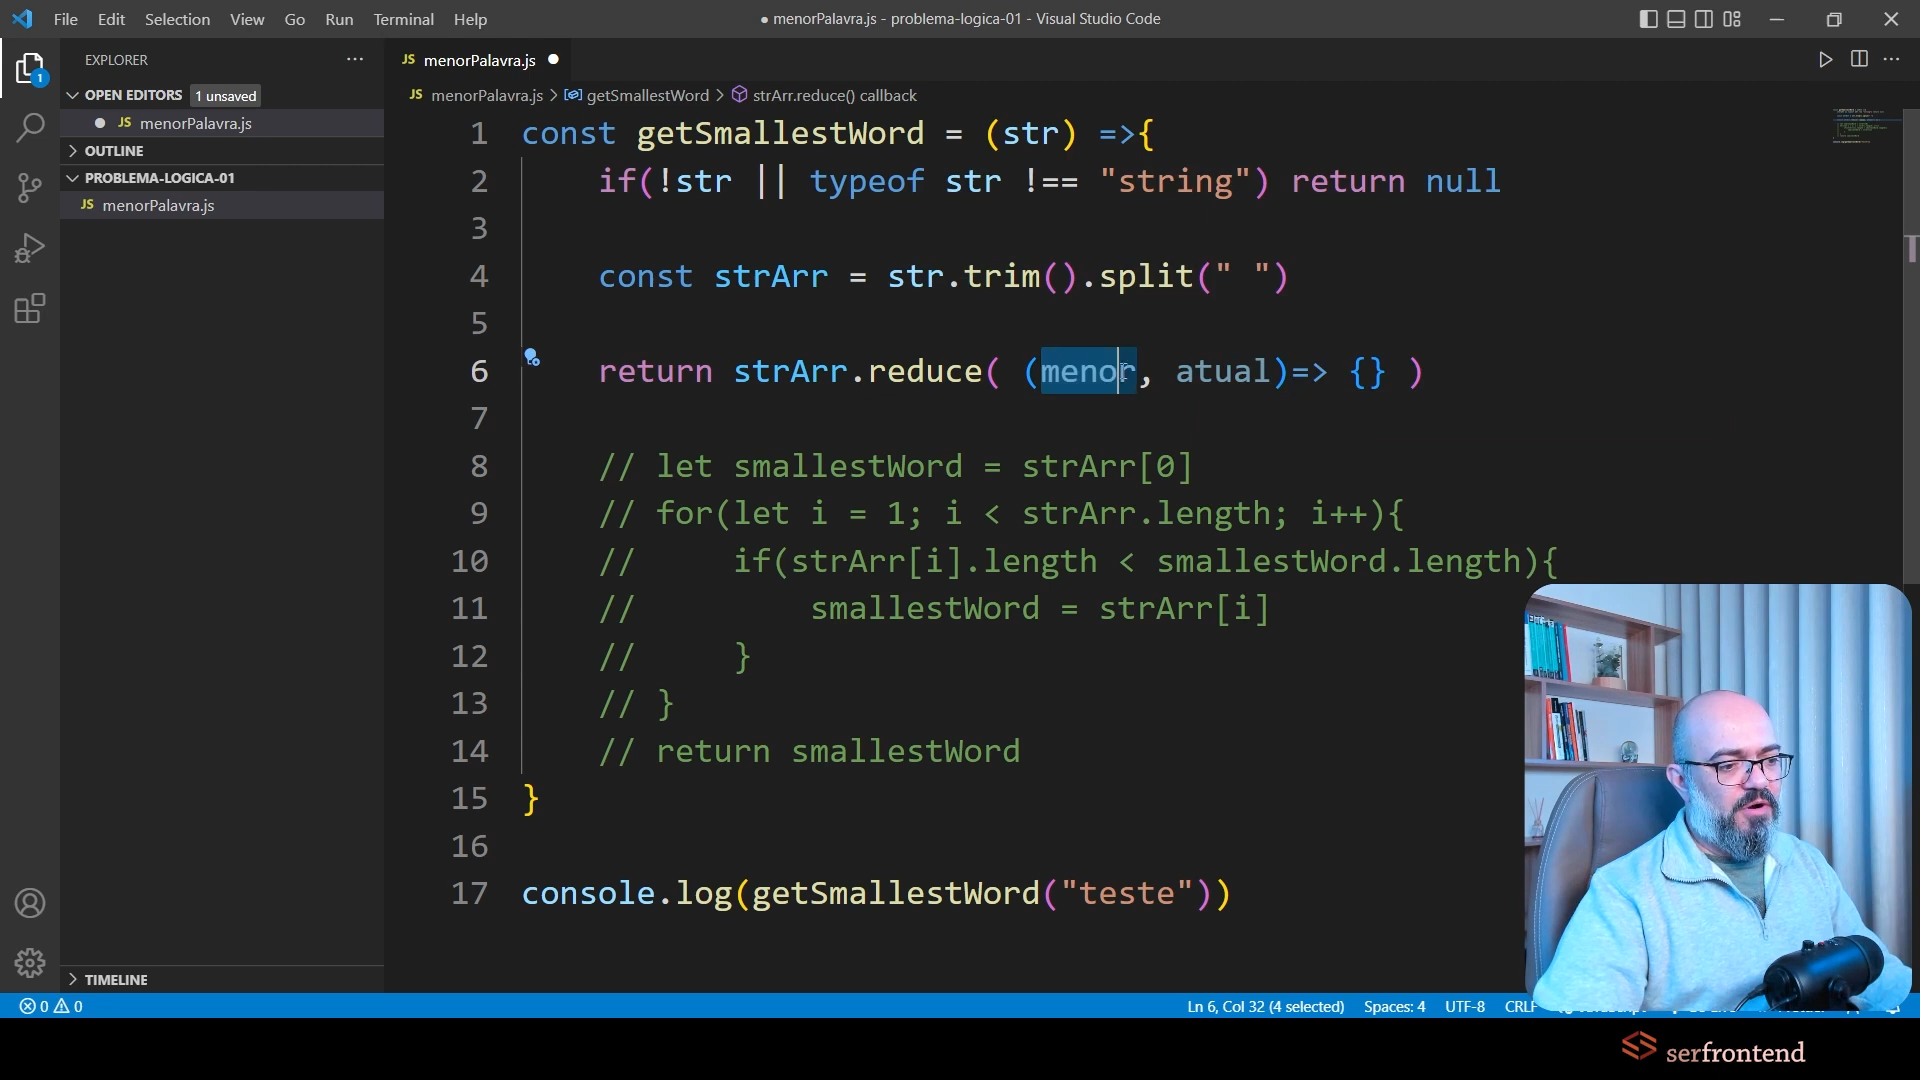 File Edit Selection View Go Run Terminal Help
● menorPalavra.js - problema-logica-01 - Visual Studio Code
EXPLORER
1
OPEN EDITORS 1 unsaved
JS menorPalavra.js
OUTLINE
PROBLEMA-LOGICA-01
JS menorPalavra.js
TIMELINE
JS menorPalavra.js
JS menorPalavra.js > getSmallestWord > strArr.reduce() callback
1 const getSmallestWord = (str) =>{
2 if(!str || typeof str !== "string") return null
3
4 const strArr = str.trim().split(" ")
5
6 return strArr.reduce( (menor, atual)=> {} )
7
8 // let smallestWord = strArr[0]
9 // for(let i = 1; i < strArr.length; i++){
10 // if(strArr[i].length < smallestWord.length){
11 // smallestWord = strArr[i]
12 // }
13 // }
14 // return smallestWord
15 }
16
17 console.log(getSmallestWord("teste"))
0 0
Ln 6, Col 32 (4 selected) Spaces: 4 UTF-8 CRLF
serfrontend